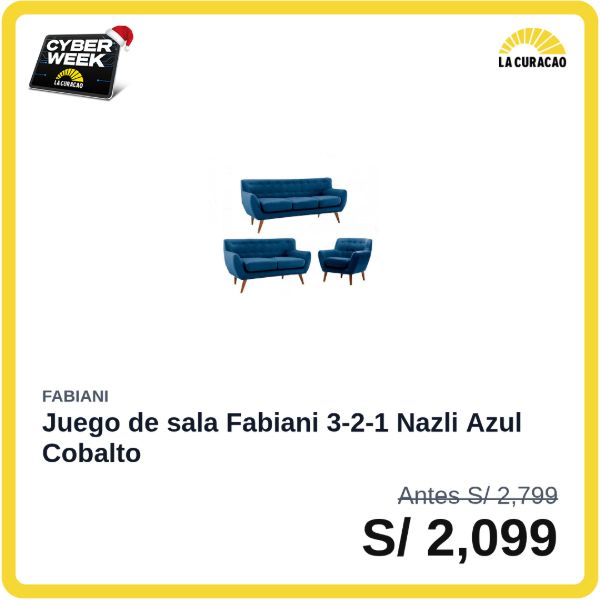 CYBER
WEEK
LA CURACAO
LA CURACAO
FABIANI
Juego de sala Fabiani 3-2-1 Nazli Azul
Cobalto
Antes S/ 2,799
S/ 2,099